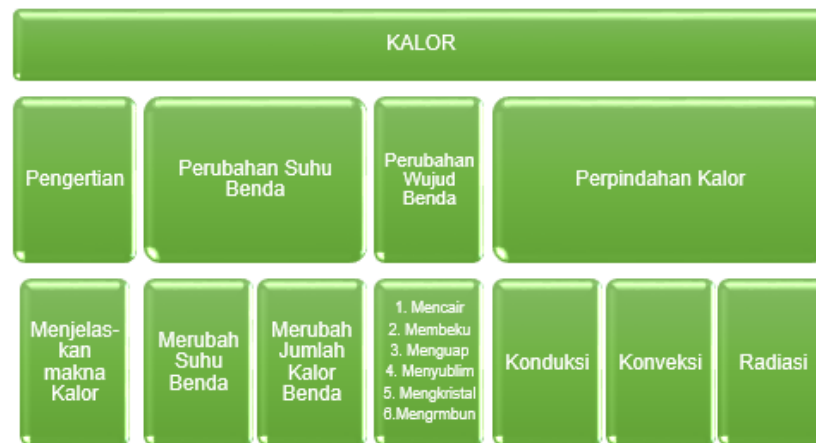 KALOR
Pengertian
Perubahan Suhu
Benda
Perubahan
Wujud
Benda
Perpindahan Kalor
Menjelas-
kan
makna
Kalor
Merubah
Suhu
Benda
Merubah
Jumlah
Kalor
Benda
1. Mencair
2. Membeku
3. Menguap
4. Menyublim
5. Mengkristal
6.Mengrmbun
Konduksi
Konveksi
Radiasi